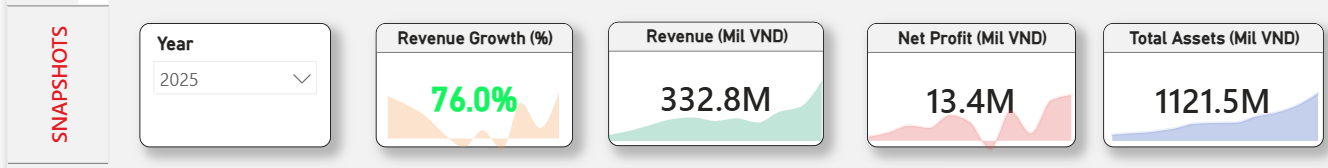 SNAPSHOTS
Year
2025
Revenue Growth (%)
76.0%
Revenue (Mil VND)
332.8M
Net Profit (Mil VND)
13.4M
Total Assets (Mil VND)
1121.5M